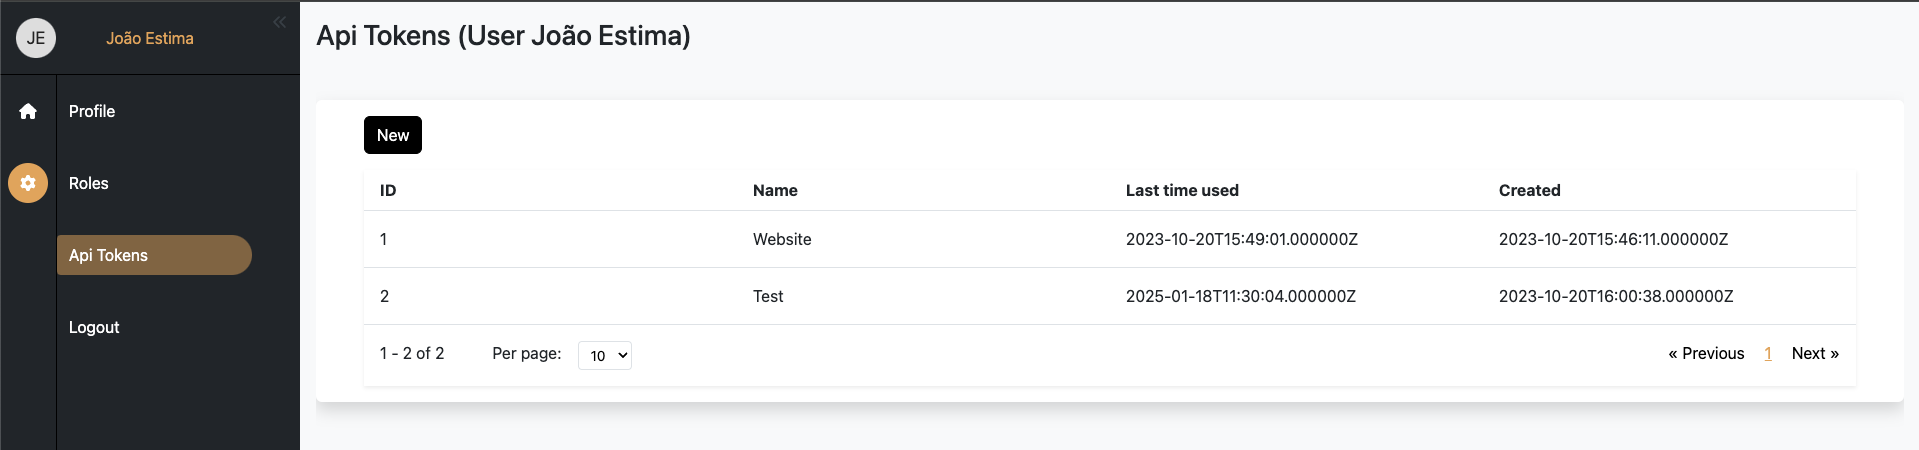 JE João Estima «
Profile
Roles
Api Tokens
Logout
Api Tokens (User João Estima)
New
ID Name Last time used Created
1 Website 2023-10-20T15:49:01.000000Z 2023-10-20T15:46:11.000000Z
2 Test 2025-01-18T11:30:04.000000Z 2023-10-20T16:00:38.000000Z
1 - 2 of 2 Per page: 10 « Previous 1 Next »